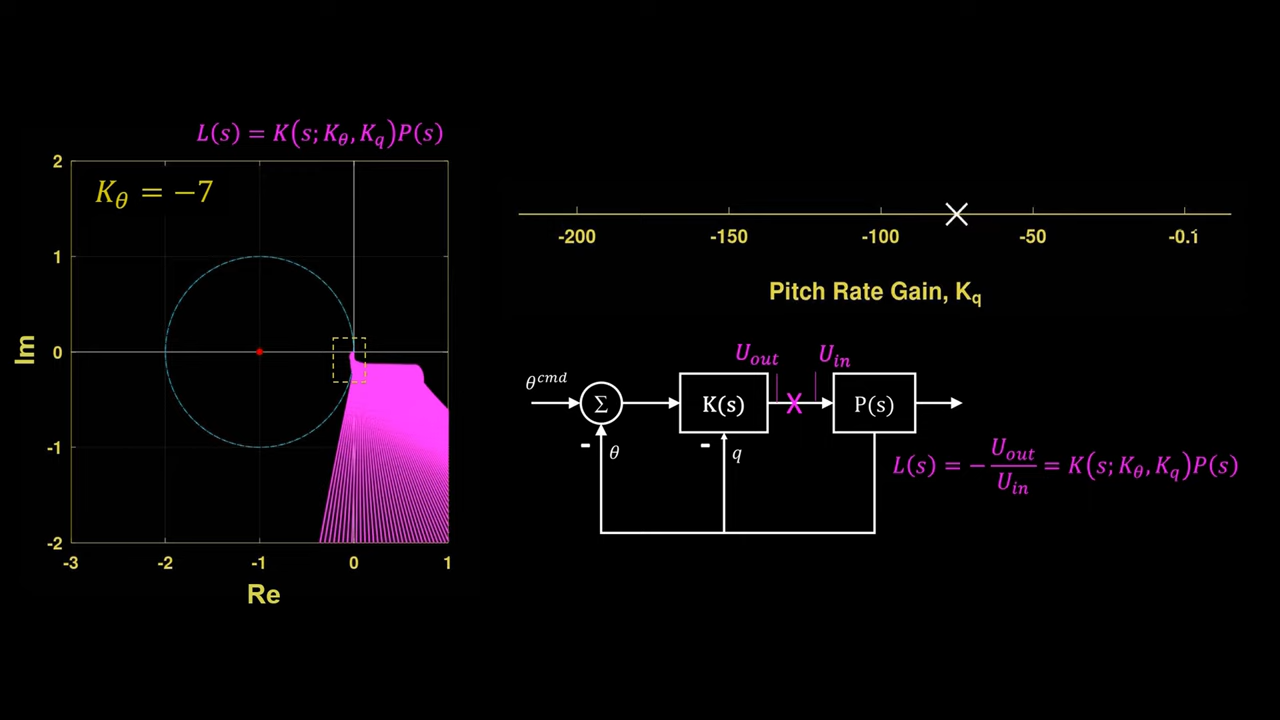 L(s) = K(s; K_θ, K_q)P(s)
K_θ = −7
2
1
0
-1
-2
-3
-2
-1
0
1
Im
Re
-200
-150
-100
-50
-0.1
Pitch Rate Gain, K_q
U_out
U_in
θ^cmd
Σ
K(s)
P(s)
-
θ
-
q
L(s) = − U_out / U_in = K(s; K_θ, K_q)P(s)